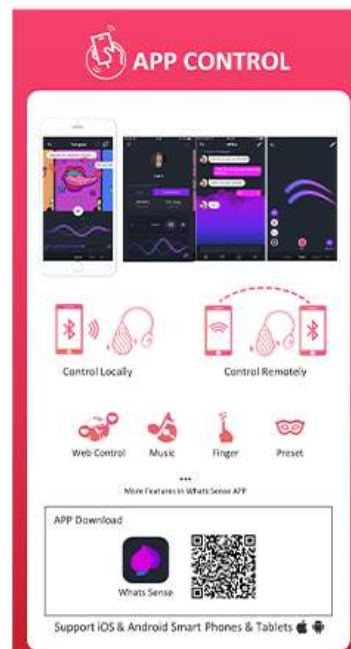 APP CONTROL
Control Locally
Control Remotely
Web Control
Music
Finger
Preset
More Features in Whats Sense APP
APP Download
Whats Sense
Support iOS & Android Smart Phones & Tablets